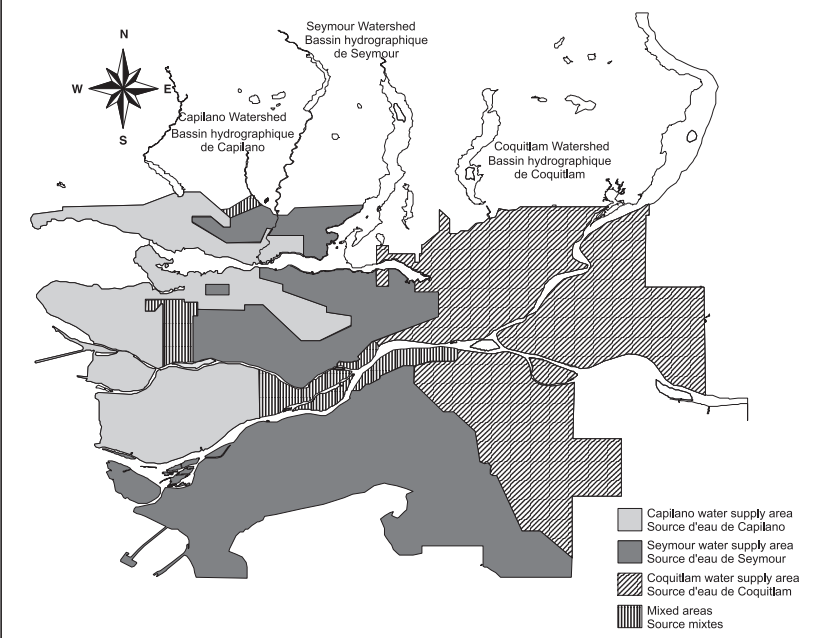 Seymour Watershed
Bassin hydrographique
de Seymour
N
W
E
S
Capilano Watershed
Bassin hydrographique
de Capilano
Coquitlam Watershed
Bassin hydrographique
de Coquitlam
Capilano water supply area
Source d'eau de Capilano
Seymour water supply area
Source d'eau de Seymour
Coquitlam water supply area
Source d'eau de Coquitlam
Mixed areas
Source mixtes